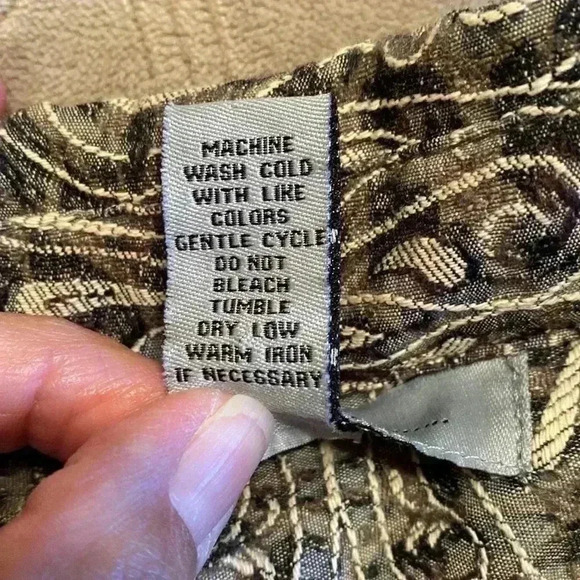 MACHINE
WASH COLD
WITH LIKE
COLORS
GENTLE CYCLE
DO NOT
BLEACH
TUMBLE
DRY LOW
WARM IRON
IF NECESSARY